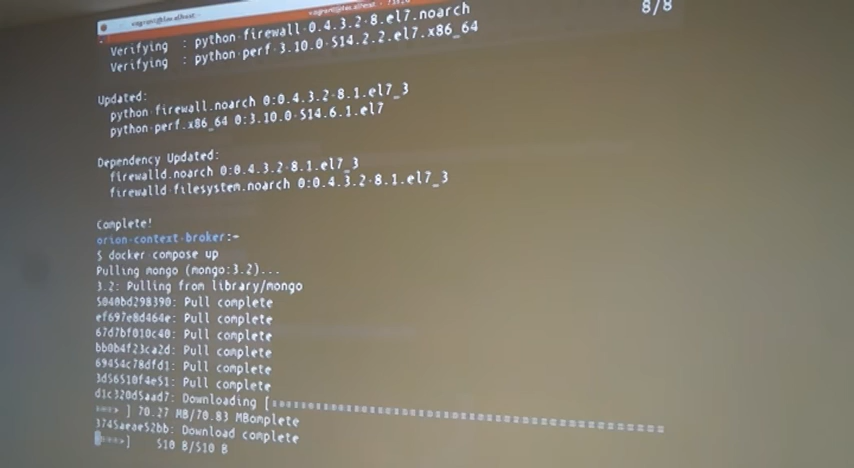 8/8
Verifying : python-firewall-0.4.3.2-8.el7.noarch
Verifying : python-perf-3.10.0-514.2.2.el7.x86_64
Updated:
python-firewall.noarch 0:0.4.3.2-8.1.el7_3
python-perf.x86_64 0:3.10.0-514.6.1.el7
Dependency Updated:
firewalld.noarch 0:0.4.3.2-8.1.el7_3
firewalld-filesystem.noarch 0:0.4.3.2-8.1.el7_3
Complete!
orion-context-broker:~
$ docker-compose up
Pulling mongo (mongo:3.2)...
3.2: Pulling from library/mongo
5040bd298390: Pull complete
ef697e8d464e: Pull complete
67d7bf010c40: Pull complete
bb0b4f23ca2d: Pull complete
69454c78dfd1: Pull complete
3d56510f4e51: Pull complete
d1c320d5aad7: Downloading [==================================================
===> ] 70.27 MB/70.83 MBomplete
3745aeae52bb: Download complete
===>] 510 B/510 B